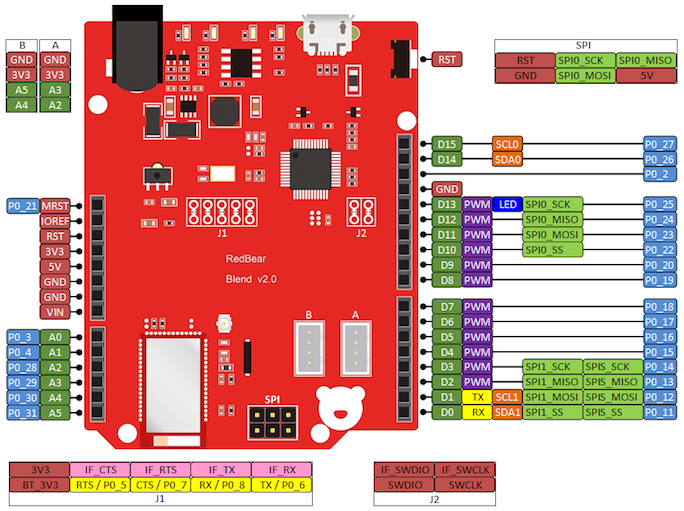 B A
GND GND
3V3 3V3
A5 A3
A4 A2
RST
SPI
RST SPI0_SCK SPI0_MISO
GND SPI0_MOSI 5V
D15 SCL0 P0_27
D14 SDA0 P0_26
P0_2
GND
P0_21 MRST
D13 PWM LED SPI0_SCK P0_25
IOREF
D12 PWM SPI0_MISO P0_24
RST
D11 PWM SPI0_MOSI P0_23
3V3
D10 PWM SPI0_SS P0_22
5V
D9 PWM P0_20
GND
D8 PWM P0_19
GND
VIN
J1 J2
RedBear
Blend v2.0
D7 PWM P0_18
D6 PWM P0_17
D5 PWM P0_16
D4 PWM P0_15
D3 PWM SPI1_SCK SPIS_SCK P0_14
D2 PWM SPI1_MISO SPIS_MISO P0_13
D1 TX SCL1 SPI1_MOSI SPIS_MOSI P0_12
D0 RX SDA1 SPI1_SS SPIS_SS P0_11
B A
P0_3 A0
P0_4 A1
P0_28 A2
P0_29 A3
P0_30 A4
P0_31 A5
SPI
3V3 IF_CTS IF_RTS IF_TX IF_RX
BT_3V3 RTS / P0_5 CTS / P0_7 RX / P0_8 TX / P0_6
J1
IF_SWDIO IF_SWCLK
SWDIO SWCLK
J2